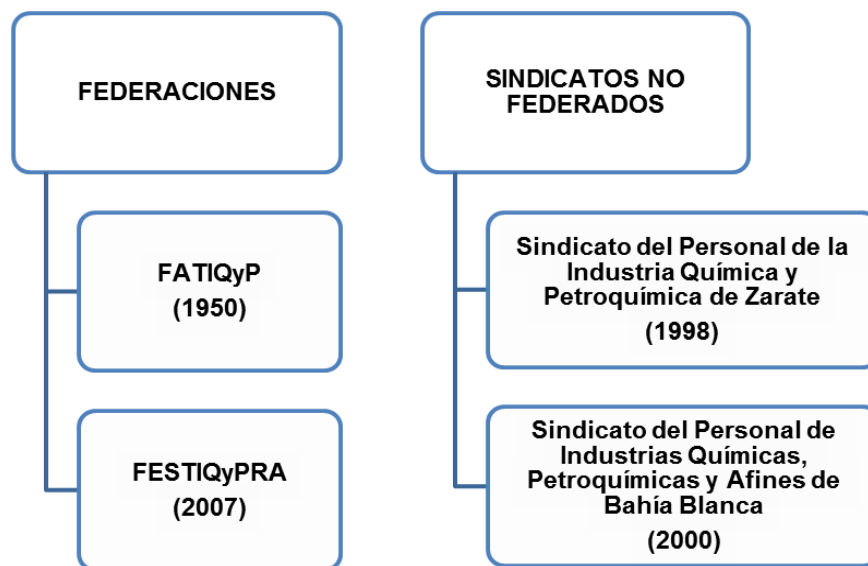 FEDERACIONES
FATIQyP
(1950)
FESTIQyPRA
(2007)
SINDICATOS NO
FEDERADOS
Sindicato del Personal de la
Industria Química y
Petroquímica de Zarate
(1998)
Sindicato del Personal de
Industrias Químicas,
Petroquímicas y Afines de
Bahía Blanca
(2000)